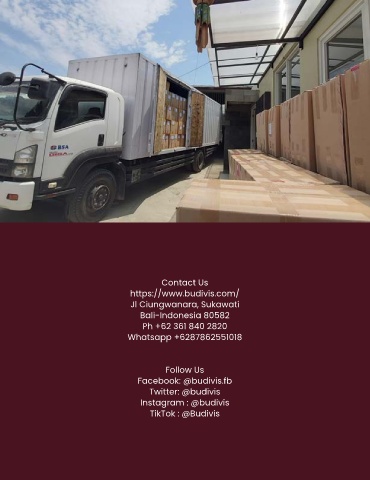 Contact Us
https://www.budivis.com/
Jl Ciungwanara, Sukawati
Bali-Indonesia 80582
Ph +62 361 840 2820
Whatsapp +6287862551018
Follow Us
Facebook: @budivis.fb
Twitter: @budivis
Instagram : @budivis
TikTok : @Budivis